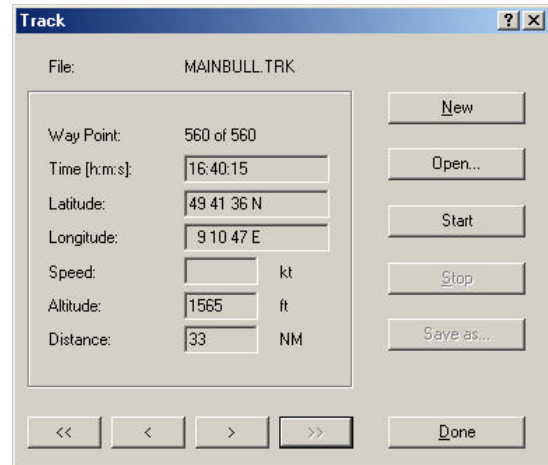 Track
File: MAINBULL.TRK
New
Way Point: 560 of 560
Time [h:m:s]: 16:40:15
Open...
Latitude: 49 41 36 N
Start
Longitude: 9 10 47 E
Speed: kt
Stop
Altitude: 1565 ft
Distance: 33 NM
Save as...
<< < > >> Done